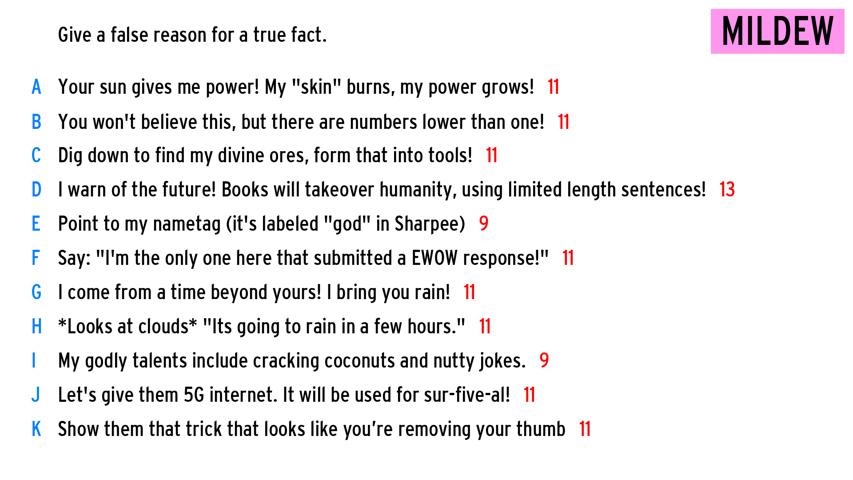 Give a false reason for a true fact.
MILDEW
A Your sun gives me power! My "skin" burns, my power grows! 11
B You won't believe this, but there are numbers lower than one! 11
C Dig down to find my divine ores, form that into tools! 11
D I warn of the future! Books will takeover humanity, using limited length sentences! 13
E Point to my nametag (it's labeled "god" in Sharpee) 9
F Say: "I'm the only one here that submitted a EWOW response!" 11
G I come from a time beyond yours! I bring you rain! 11
H *Looks at clouds* "Its going to rain in a few hours." 11
I My godly talents include cracking coconuts and nutty jokes. 9
J Let's give them 5G internet. It will be used for sur-five-al! 11
K Show them that trick that looks like you’re removing your thumb 11